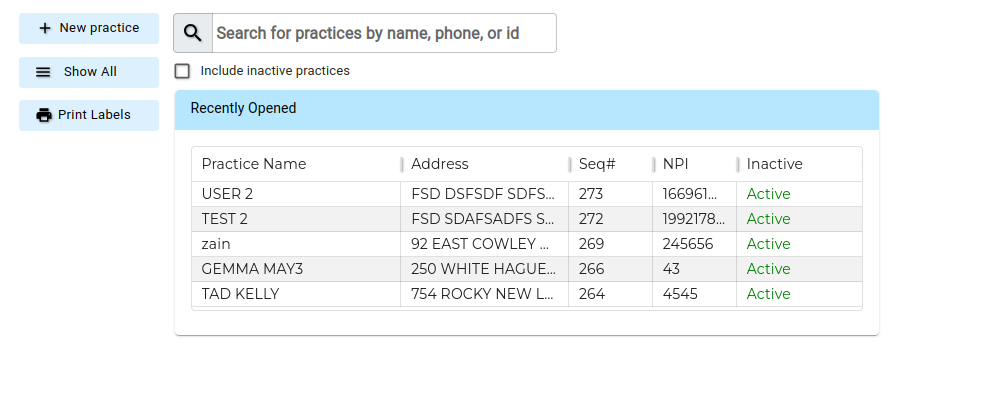 New practice
Search for practices by name, phone, or id
Show All
Include inactive practices
Print Labels
Recently Opened
Practice Name Address Seq# NPI Inactive
USER 2 FSD DSFSDF SDFS... 273 166961... Active
TEST 2 FSD SDAFSADFS S... 272 1992178... Active
zain 92 EAST COWLEY ... 269 245656 Active
GEMMA MAY3 250 WHITE HAGUE... 266 43 Active
TAD KELLY 754 ROCKY NEW L... 264 4545 Active